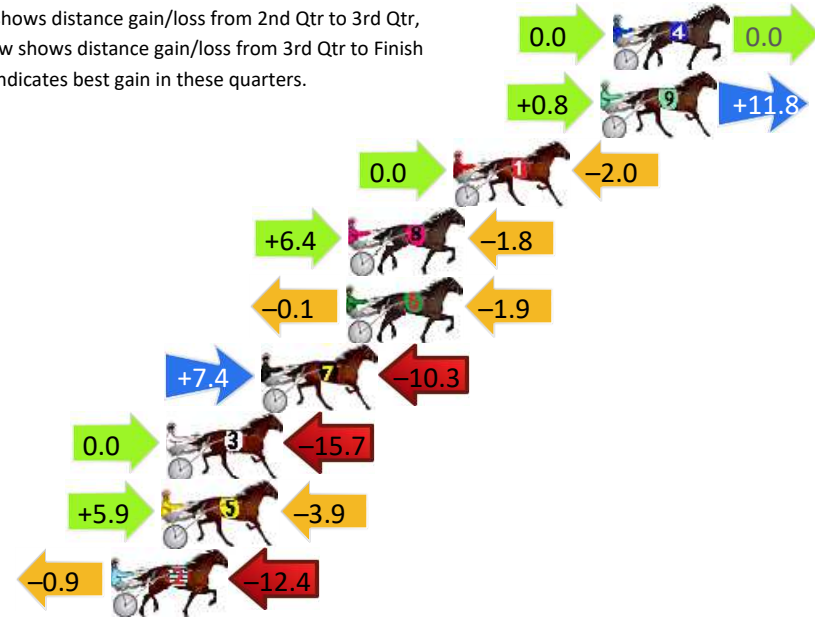 hows distance gain/loss from 2nd Qtr to 3rd Qtr,
w shows distance gain/loss from 3rd Qtr to Finish
ndicates best gain in these quarters.
0.0 4 0.0
+0.8 9 +11.8
0.0 1 –2.0
+6.4 8 –1.8
–0.1 –1.9
+7.4 7 –10.3
0.0 3 –15.7
+5.9 5 –3.9
–0.9 2 –12.4